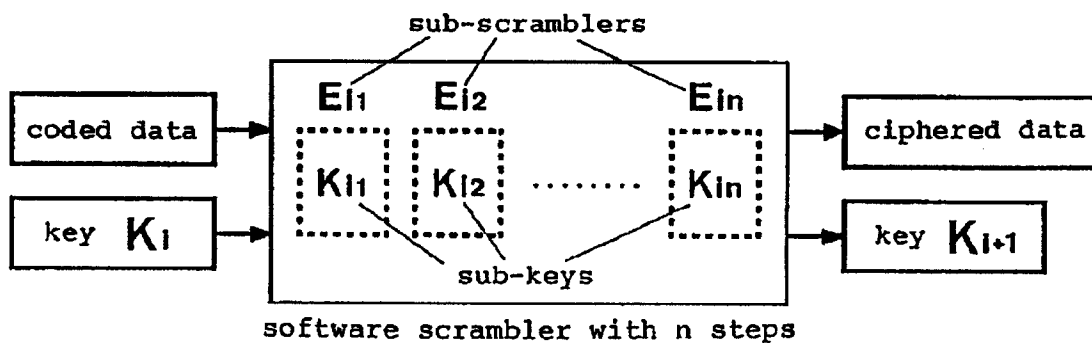 sub-scramblers
Ei1 Ei2 Ein
coded data
ciphered data
Ki1 Ki2 ........ Kin
key Ki
key Ki+1
sub-keys
software scrambler with n steps